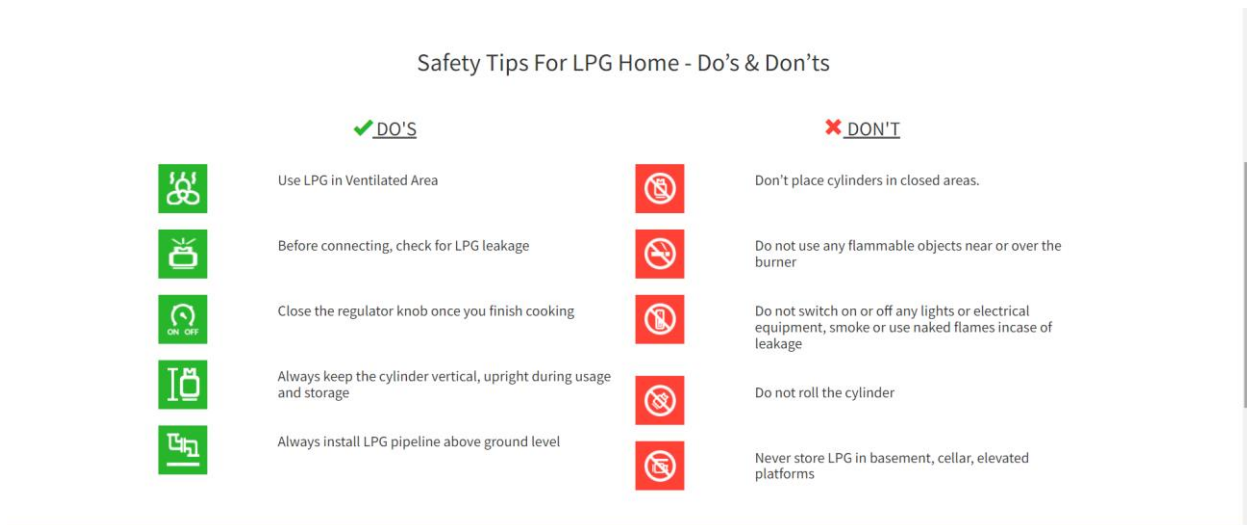 Safety Tips For LPG Home - Do’s & Don’ts
DO'S
Use LPG in Ventilated Area
Before connecting, check for LPG leakage
ON OFF
Close the regulator knob once you finish cooking
Always keep the cylinder vertical, upright during usage
and storage
Always install LPG pipeline above ground level
DON'T
Don’t place cylinders in closed areas.
Do not use any flammable objects near or over the
burner
Do not switch on or off any lights or electrical
equipment, smoke or use naked flames incase of
leakage
Do not roll the cylinder
Never store LPG in basement, cellar, elevated
platforms